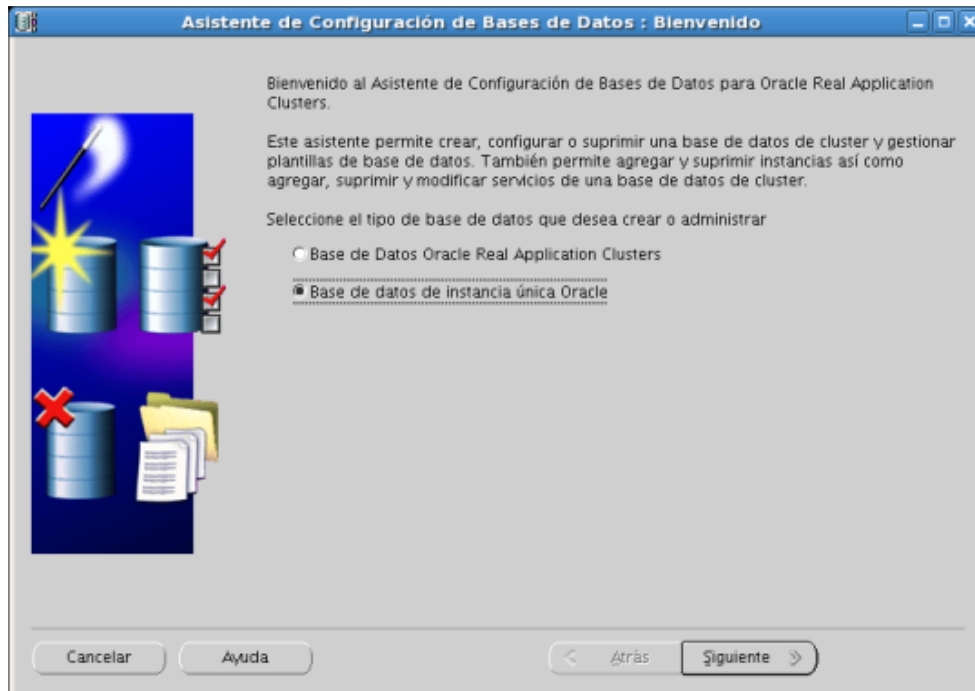 Asistente de Configuración de Bases de Datos : Bienvenido
Bienvenido al Asistente de Configuración de Bases de Datos para Oracle Real Application
Clusters.
Este asistente permite crear, configurar o suprimir una base de datos de cluster y gestionar
plantillas de base de datos. También permite agregar y suprimir instancias así como
agregar, suprimir y modificar servicios de una base de datos de cluster.
Seleccione el tipo de base de datos que desea crear o administrar
Base de Datos Oracle Real Application Clusters
Base de datos de instancia única Oracle
Cancelar
Ayuda
Atrás
Siguiente